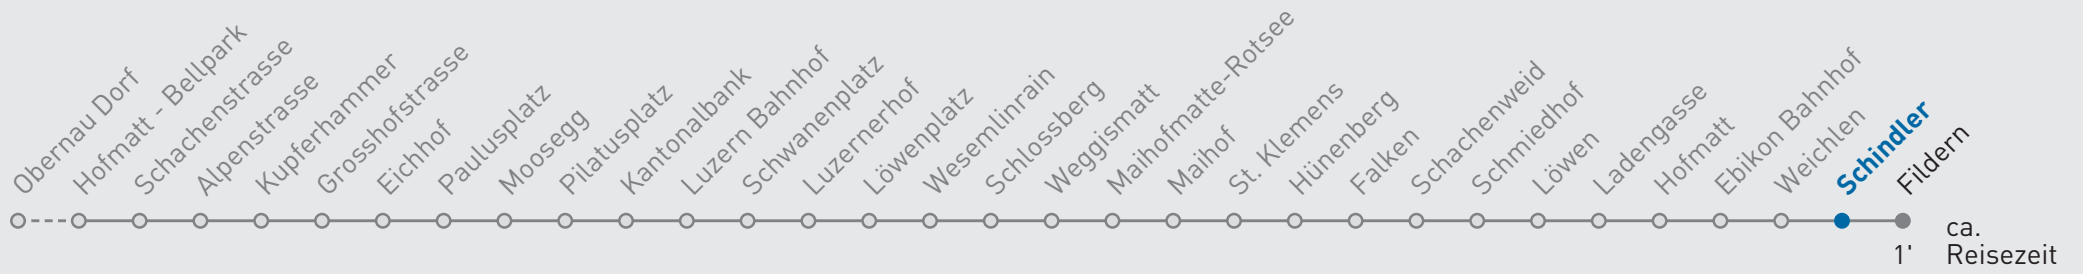 Obernau Dorf
Hofmatt - Bellpark
Schachenstrasse
Alpenstrasse
Kupferhammer
Grosshofstrasse
Eichhof
Paulusplatz
Moosegg
Pilatusplatz
Kantonalbank
Luzern Bahnhof
Schwanenplatz
Luzernerhof
Löwenplatz
Wesemlinrain
Schlossberg
Weggismatt
Maihofmatte-Rotsee
Maihof
St. Klemens
Hünenberg
Falken
Schachenweid
Schmiedhof
Löwen
Ladengasse
Hofmatt
Ebikon Bahnhof
Weichlen
Schindler
Fildern
ca.
1' Reisezeit